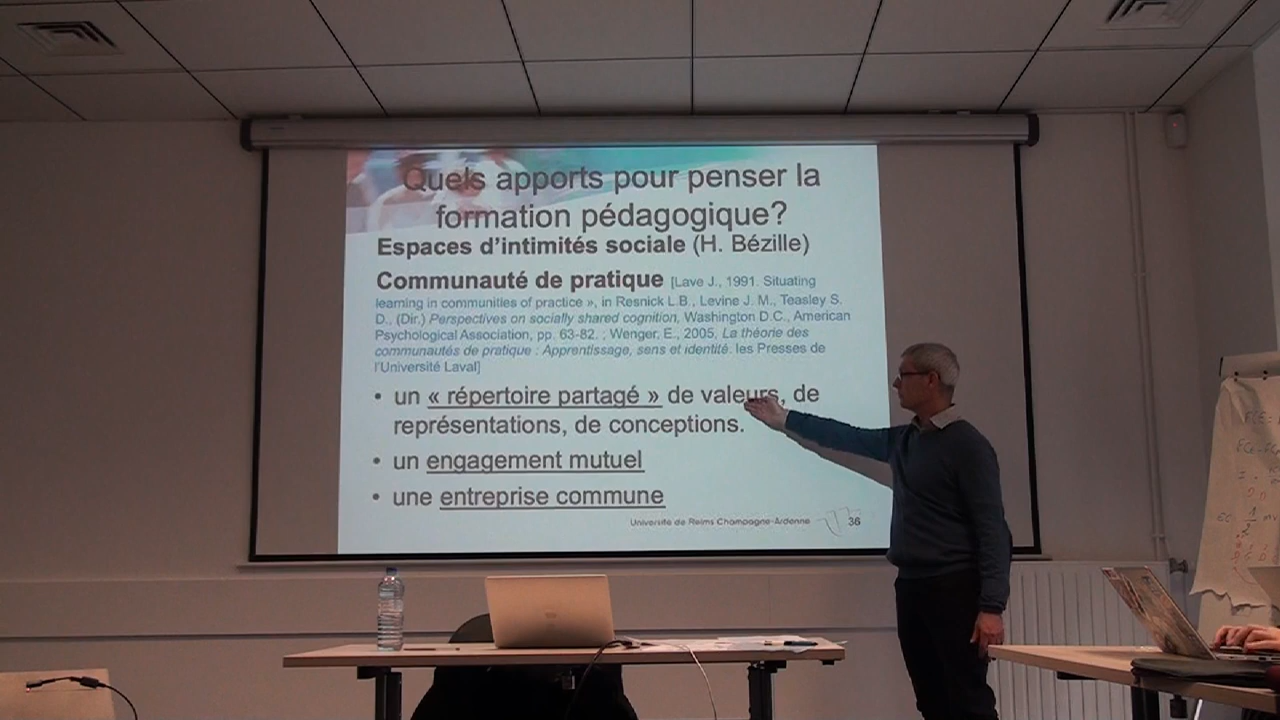 Quels apports pour penser la
formation pédagogique?
Espaces d'intimités sociale (H. Bézille)
Communauté de pratique [Lave J., 1991. Situating
learning in communities of practice », in Resnick L.B., Levine J. M., Teasley S.
D., (Dir.) Perspectives on socially shared cognition, Washington D.C., American
Psychological Association, pp. 63-82. ; Wenger, E., 2005, La théorie des
communautés de pratique : Apprentissage, sens et identité. les Presses de
l'Université Laval]
• un « répertoire partagé » de valeurs, de
représentations, de conceptions.
• un engagement mutuel
• une entreprise commune
Université de Reims Champagne-Ardenne 36